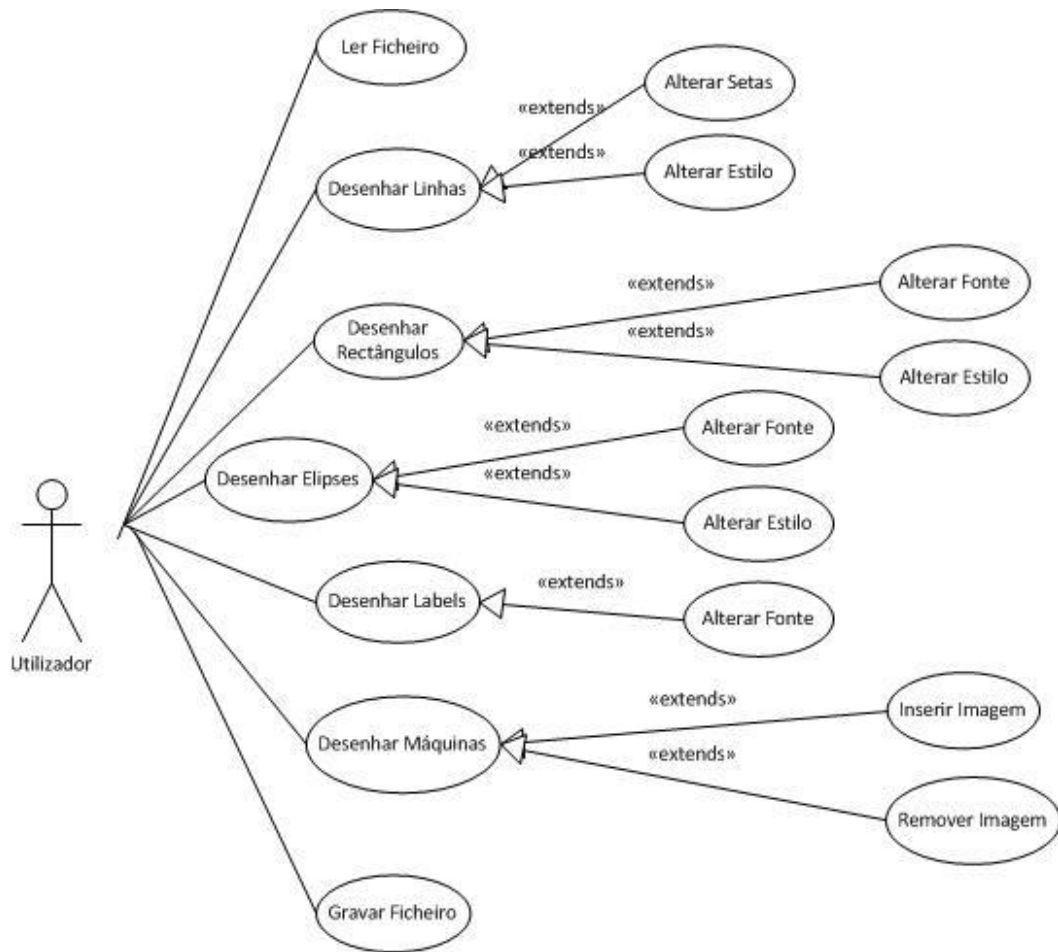 Ler Ficheiro
Alterar Setas
«extends»
«extends»
Desenhar Linhas
Alterar Estilo
Alterar Fonte
«extends»
«extends»
Desenhar
Rectângulos
Alterar Estilo
Alterar Fonte
«extends»
«extends»
Desenhar Elipses
Alterar Estilo
«extends»
Desenhar Labels
Alterar Fonte
Utilizador
«extends»
Inserir Imagem
Desenhar Máquinas
«extends»
Remover Imagem
Gravar Ficheiro